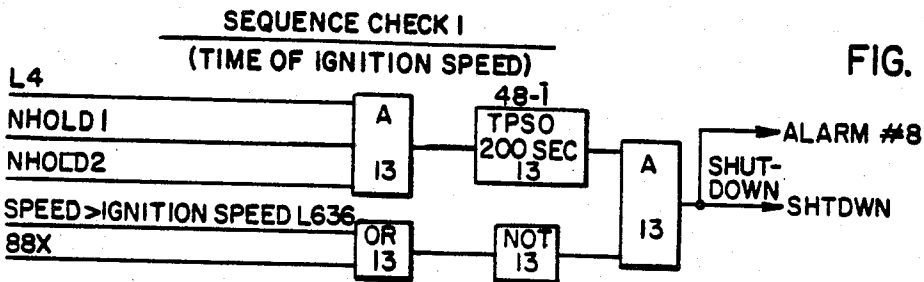 SEQUENCE CHECK 1
(TIME OF IGNITION SPEED)
FIG.
L4
NHOLD1
NHOLD2
A
13
48-1
TPSO
200 SEC
13
A
13
SHUT-
DOWN
ALARM #8
SHTDWN
SPEED>IGNITION SPEED L636
88X
OR
13
NOT
13